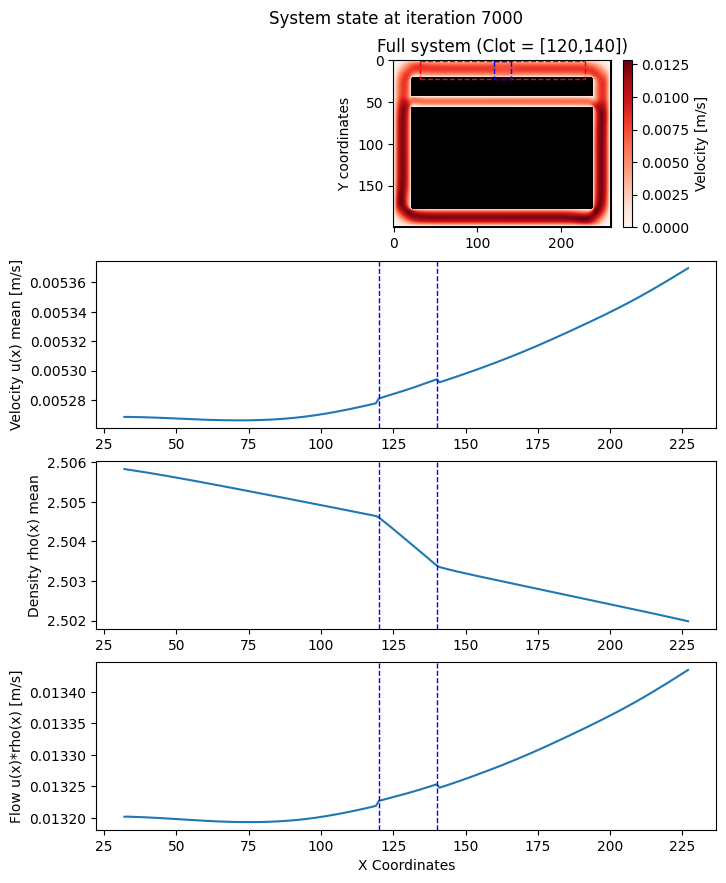 System state at iteration 7000
Full system (Clot = [120,140])
Y coordinates
0
50
100
150
0
100
200
0.0125
0.0100
0.0075
0.0050
0.0025
0.0000
Velocity [m/s]
Velocity u(x) mean [m/s]
0.00536
0.00534
0.00532
0.00530
0.00528
25 50 75 100 125 150 175 200 225
Density rho(x) mean
2.506
2.505
2.504
2.503
2.502
25 50 75 100 125 150 175 200 225
Flow u(x)*rho(x) [m/s]
0.01340
0.01335
0.01330
0.01325
0.01320
25 50 75 100 125 150 175 200 225
X Coordinates